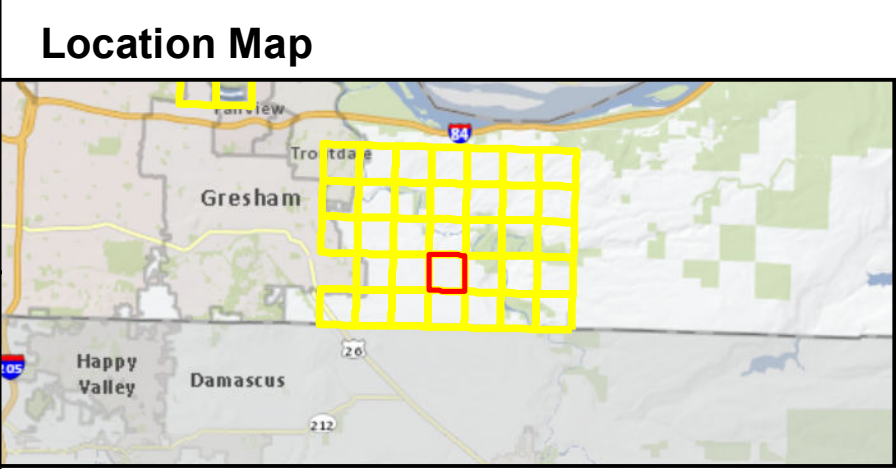 Location Map
Fairview
84
Troutdale
Gresham
26
Happy
Valley
Damascus
205
212